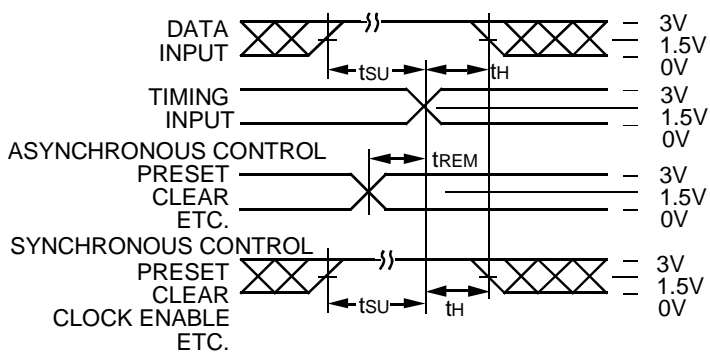 DATA
INPUT
tSU
tH
3V
1.5V
0V
TIMING
INPUT
3V
1.5V
0V
ASYNCHRONOUS CONTROL
PRESET
CLEAR
ETC.
tREM
3V
1.5V
0V
SYNCHRONOUS CONTROL
PRESET
CLEAR
CLOCK ENABLE
ETC.
tSU
tH
3V
1.5V
0V